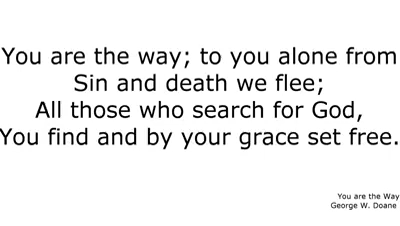 You are the way; to you alone from
Sin and death we flee;
All those who search for God,
You find and by your grace set free.
You are the Way
George W. Doane